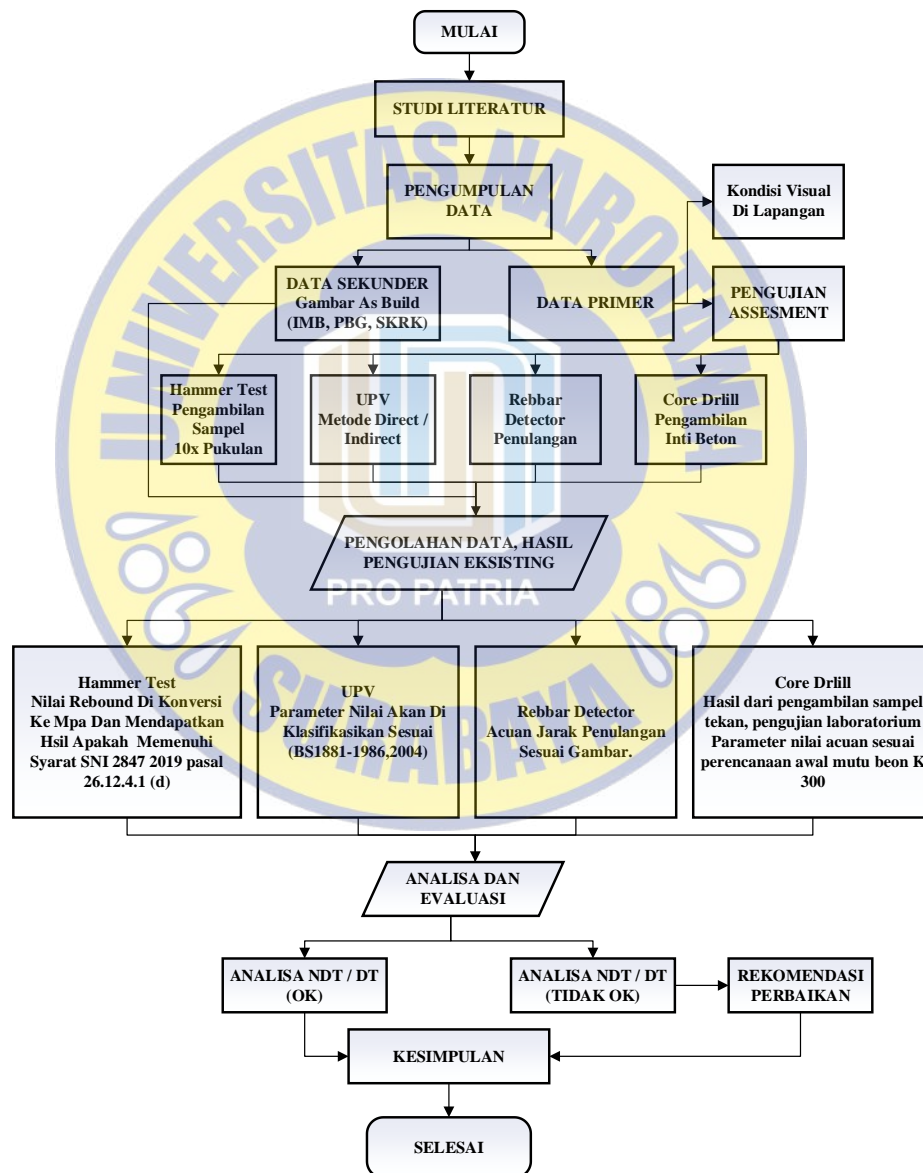 MULAI
STUDI LITERATUR
PENGUMPULAN
DATA
Kondisi Visual
Di Lapangan
DATA SEKUNDER
Gambar As Build
(IMB, PBG, SKRK)
DATA PRIMER
PENGUJIAN
ASSESMENT
Hammer Test
Pengambilan
Sampel
10x Pukulan
UPV
Metode Direct /
Indirect
Rebbar
Detector
Penulangan
Core Drlill
Pengambilan
Inti Beton
PENGOLAHAN DATA, HASIL
PENGUJIAN EKSISTING
Hammer Test
Nilai Rebound Di Konversi
Ke Mpa Dan Mendapatkan
Hsil Apakah Memenuhi
Syarat SNI 2847 2019 pasal
26.12.4.1 (d)
UPV
Parameter Nilai Akan Di
Klasifikasikan Sesuai
(BS1881-1986,2004)
Rebbar Detector
Acuan Jarak Penulangan
Sesuai Gambar.
Core Drlill
Hasil dari pengambilan sampel
tekan, pengujian laboratorium
Parameter nilai acuan sesuai
perencanaan awal mutu beon K
300
ANALISA DAN
EVALUASI
ANALISA NDT / DT
(OK)
ANALISA NDT / DT
(TIDAK OK)
REKOMENDASI
PERBAIKAN
KESIMPULAN
SELESAI
UNIVERSITAS NAROTAMA
PRO PATRIA
SURABAYA